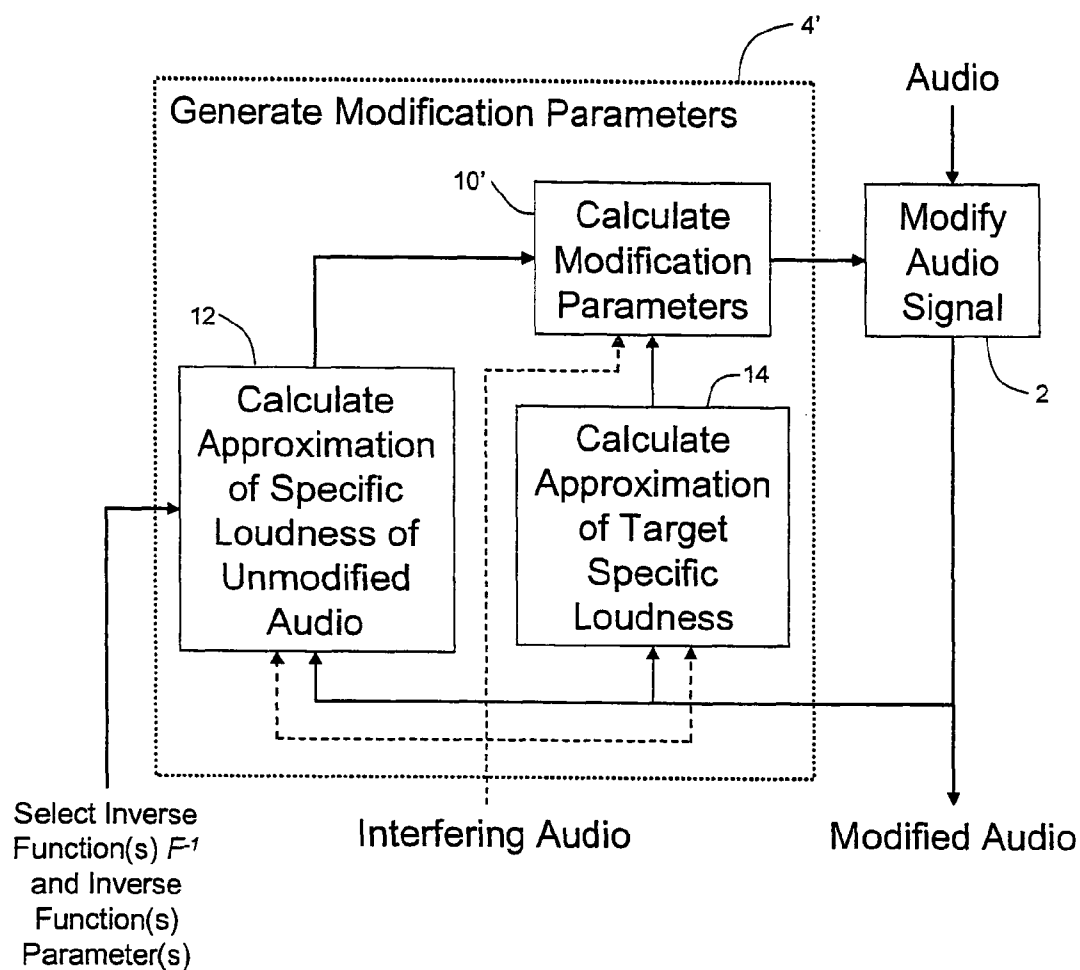 4'
Audio
Generate Modification Parameters
10'
Calculate
Modification
Parameters
Modify
Audio
Signal
2
12
Calculate
Approximation
of Specific
Loudness of
Unmodified
Audio
14
Calculate
Approximation
of Target
Specific
Loudness
Select Inverse
Function(s) F-1
and Inverse
Function(s)
Parameter(s)
Interfering Audio
Modified Audio